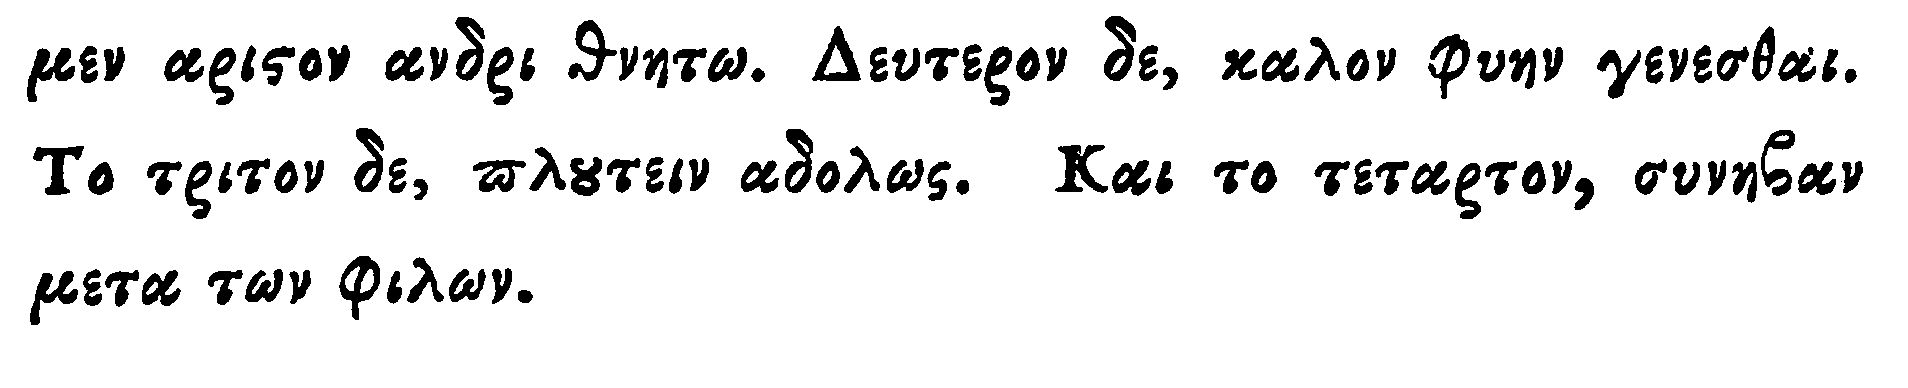 μεν αριϛον ανδρι ϑνητω. Δευτερον δε, καλον φυην γενεσθαι.
Το τριτον δε, ϖλȣτειν αδολως. Και το τεταρτον, συνηβαν
μετα των φιλων.